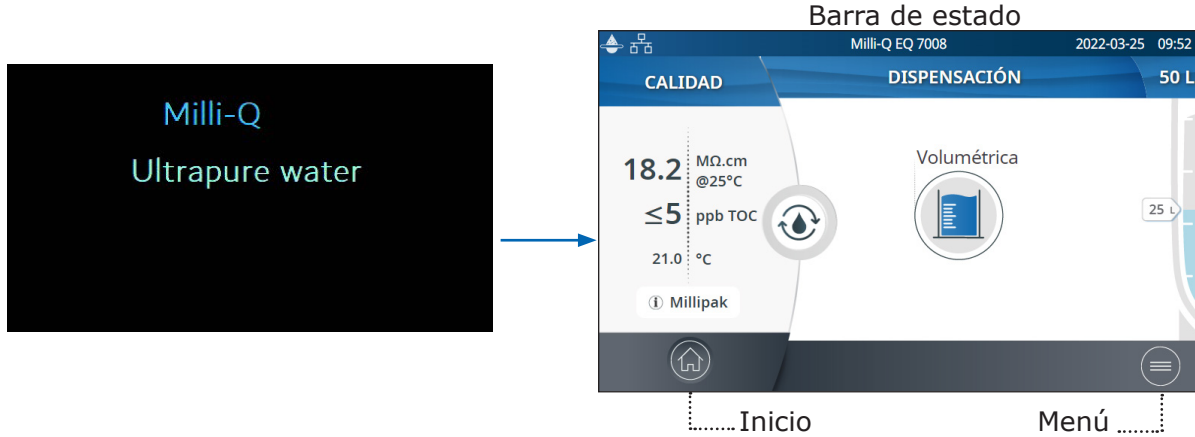 Milli-Q
Ultrapure water
Barra de estado
Milli-Q EQ 7008 2022-03-25 09:52
CALIDAD
DISPENSACIÓN
50 L
18.2 MΩ.cm
@25°C
≤5 ppb TOC
21.0 °C
i Millipak
Volumétrica
25 L
Inicio
Menú